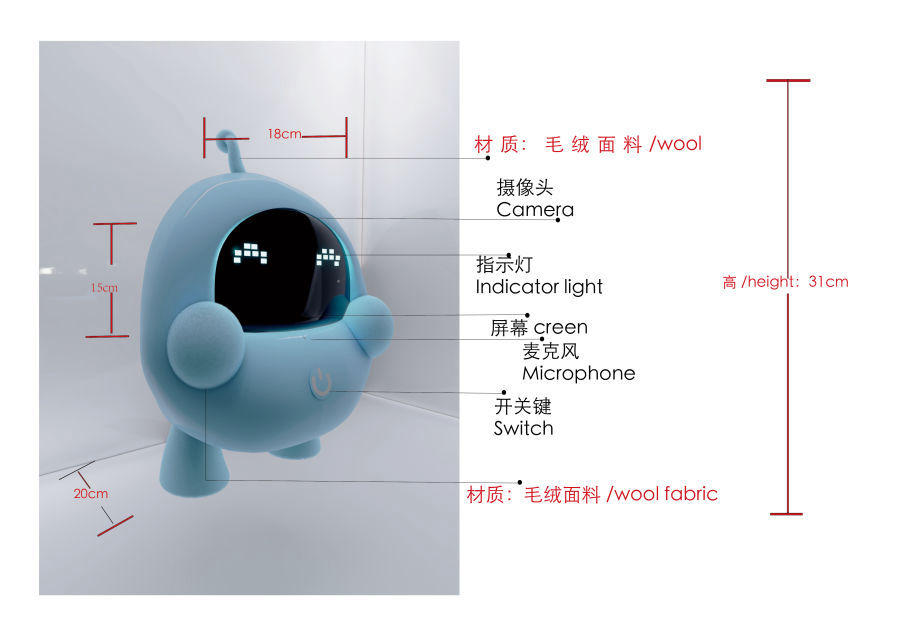 18cm
材 质： 毛 绒 面 料 /wool
摄像头
Camera
15cm
指示灯
Indicator light
高 /height：31cm
屏幕 creen
麦克风
Microphone
开关键
Switch
20cm
材质：毛绒面料 /wool fabric